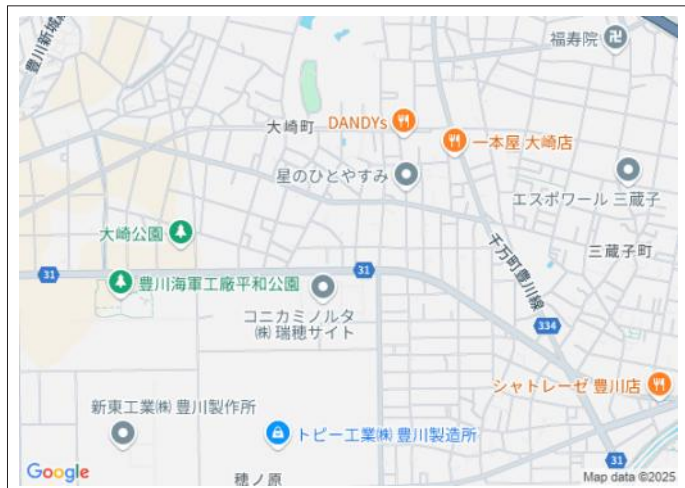 豊川新城線
福寿院
大崎町
DANDYs
一本屋 大崎店
星のひとやすみ
エスポワール 三蔵子
大崎公園
千万町豊川線
三蔵子町
31
31
豊川海軍工廠平和公園
コニカミノルタ
㈱ 瑞穂サイト
334
シャトレーゼ 豊川店
新東工業㈱ 豊川製作所
トピー工業㈱ 豊川製造所
31
穂ノ原
Google
Map data ©2025